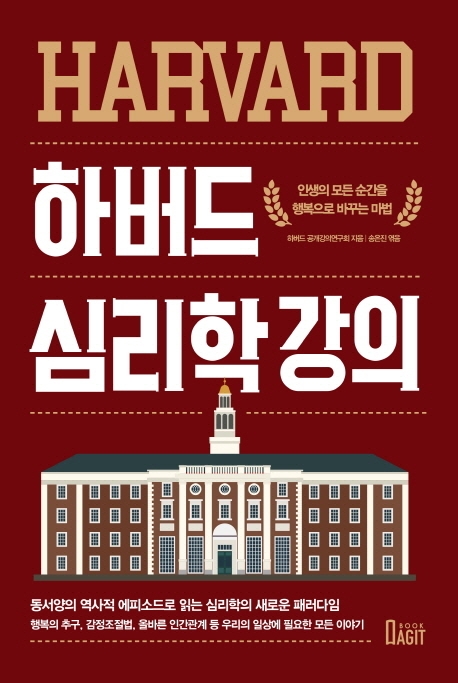 HARVARD
하버드
인생의 모든 순간을
행복으로 바꾸는 마법
하버드 공개강의연구회 지음 | 송은진 엮음
심리학 강의
동서양의 역사적 에피소드로 읽는 심리학의 새로운 패러다임
행복의 추구, 감정조절법, 올바른 인간관계 등 우리의 일상에 필요한 모든 이야기
BOOK
AGIT